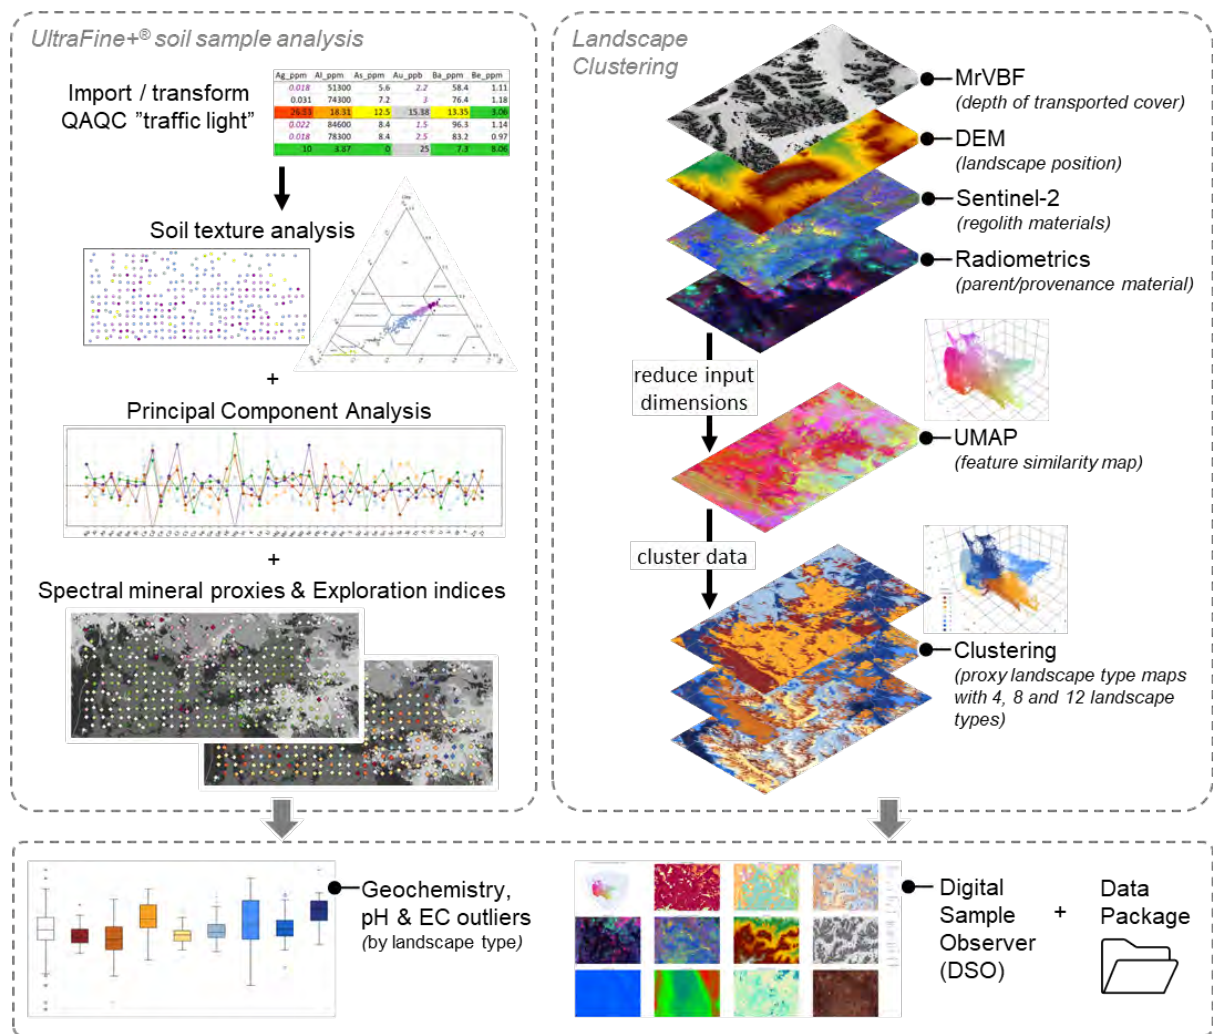 UltraFine+® soil sample analysis
Import / transform
QAQC "traffic light"
Ag_ppm Al_ppm As_ppm Au_ppb Ba_ppm Be_ppm
0.018 51300 5.6 2.2 58.4 1.11
0.031 74300 7.2 3 76.4 1.18
26.53 18.31 12.5 15.38 13.35 3.06
0.022 84600 8.4 1.5 96.3 1.14
0.018 78300 8.4 2.5 83.2 0.97
10 3.87 0 25 7.3 8.06
Soil texture analysis
+
Principal Component Analysis
+
Spectral mineral proxies & Exploration indices
Landscape
Clustering
MrVBF
(depth of transported cover)
DEM
(landscape position)
Sentinel-2
(regolith materials)
Radiometrics
(parent/provenance material)
reduce input
dimensions
UMAP
(feature similarity map)
cluster data
Clustering
(proxy landscape type maps
with 4, 8 and 12 landscape
types)
Geochemistry,
pH & EC outliers
(by landscape type)
Digital
Sample
Observer
(DSO)
+
Data
Package